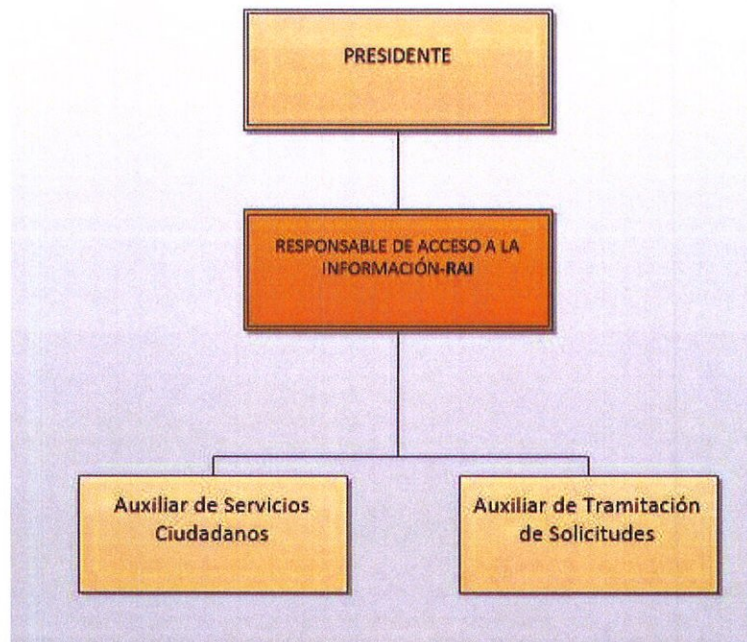 PRESIDENTE
RESPONSABLE DE ACCESO A LA
INFORMACIÓN-RAI
Auxiliar de Servicios
Ciudadanos
Auxiliar de Tramitación
de Solicitudes